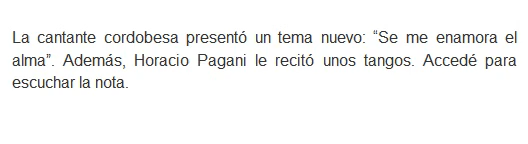 La cantante cordobesa presentó un tema nuevo: “Se me enamora el
alma”. Además, Horacio Pagani le recitó unos tangos. Accedé para
escuchar la nota.